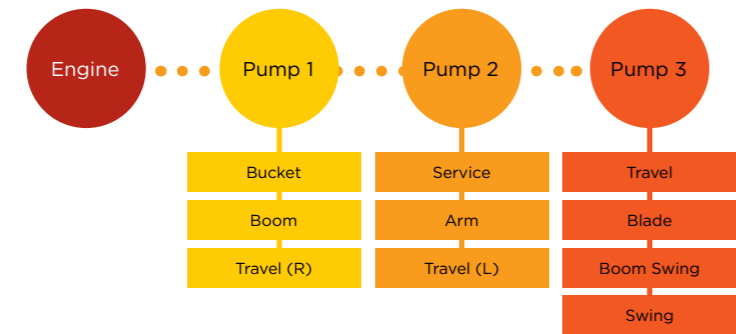 Engine
Pump 1
Pump 2
Pump 3
Bucket
Service
Travel
Boom
Arm
Blade
Travel (R)
Travel (L)
Boom Swing
Swing